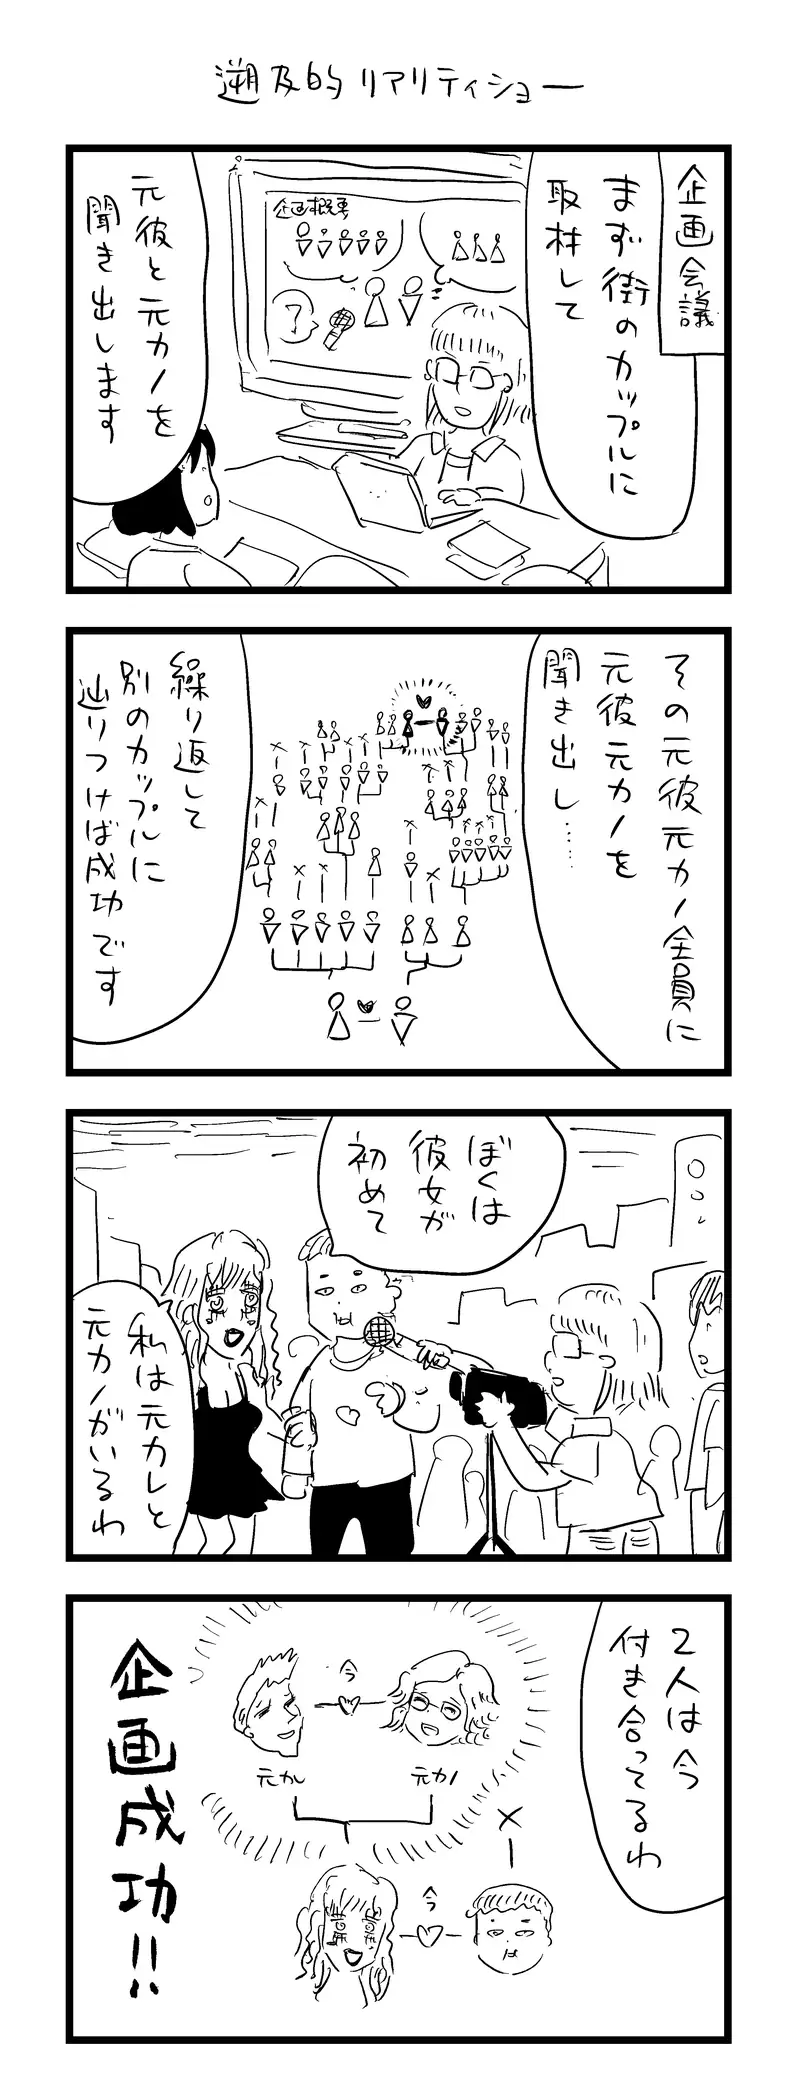 遡及的リアリティショー
企画会議
まず街のカップルに
取材して
企画概要
?
元彼と元カノを
聞き出します
その元彼元カノ全員に
元彼元カノを
聞き出し……
繰り返して
別のカップルに
辿りつけば成功です
ぼくは
彼女が
初めて
私は元カレと
元カノがいるわ
2人は今
付き合ってるわ
今
元カレ
元カノ
今
企画成功!!